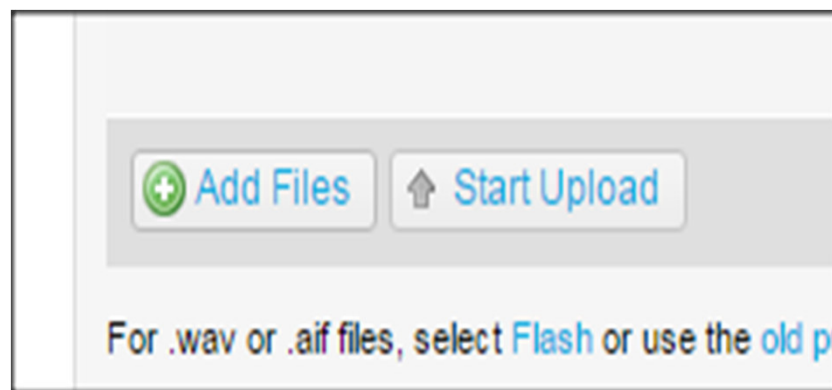 Add Files Start Upload
For .wav or .aif files, select Flash or use the old